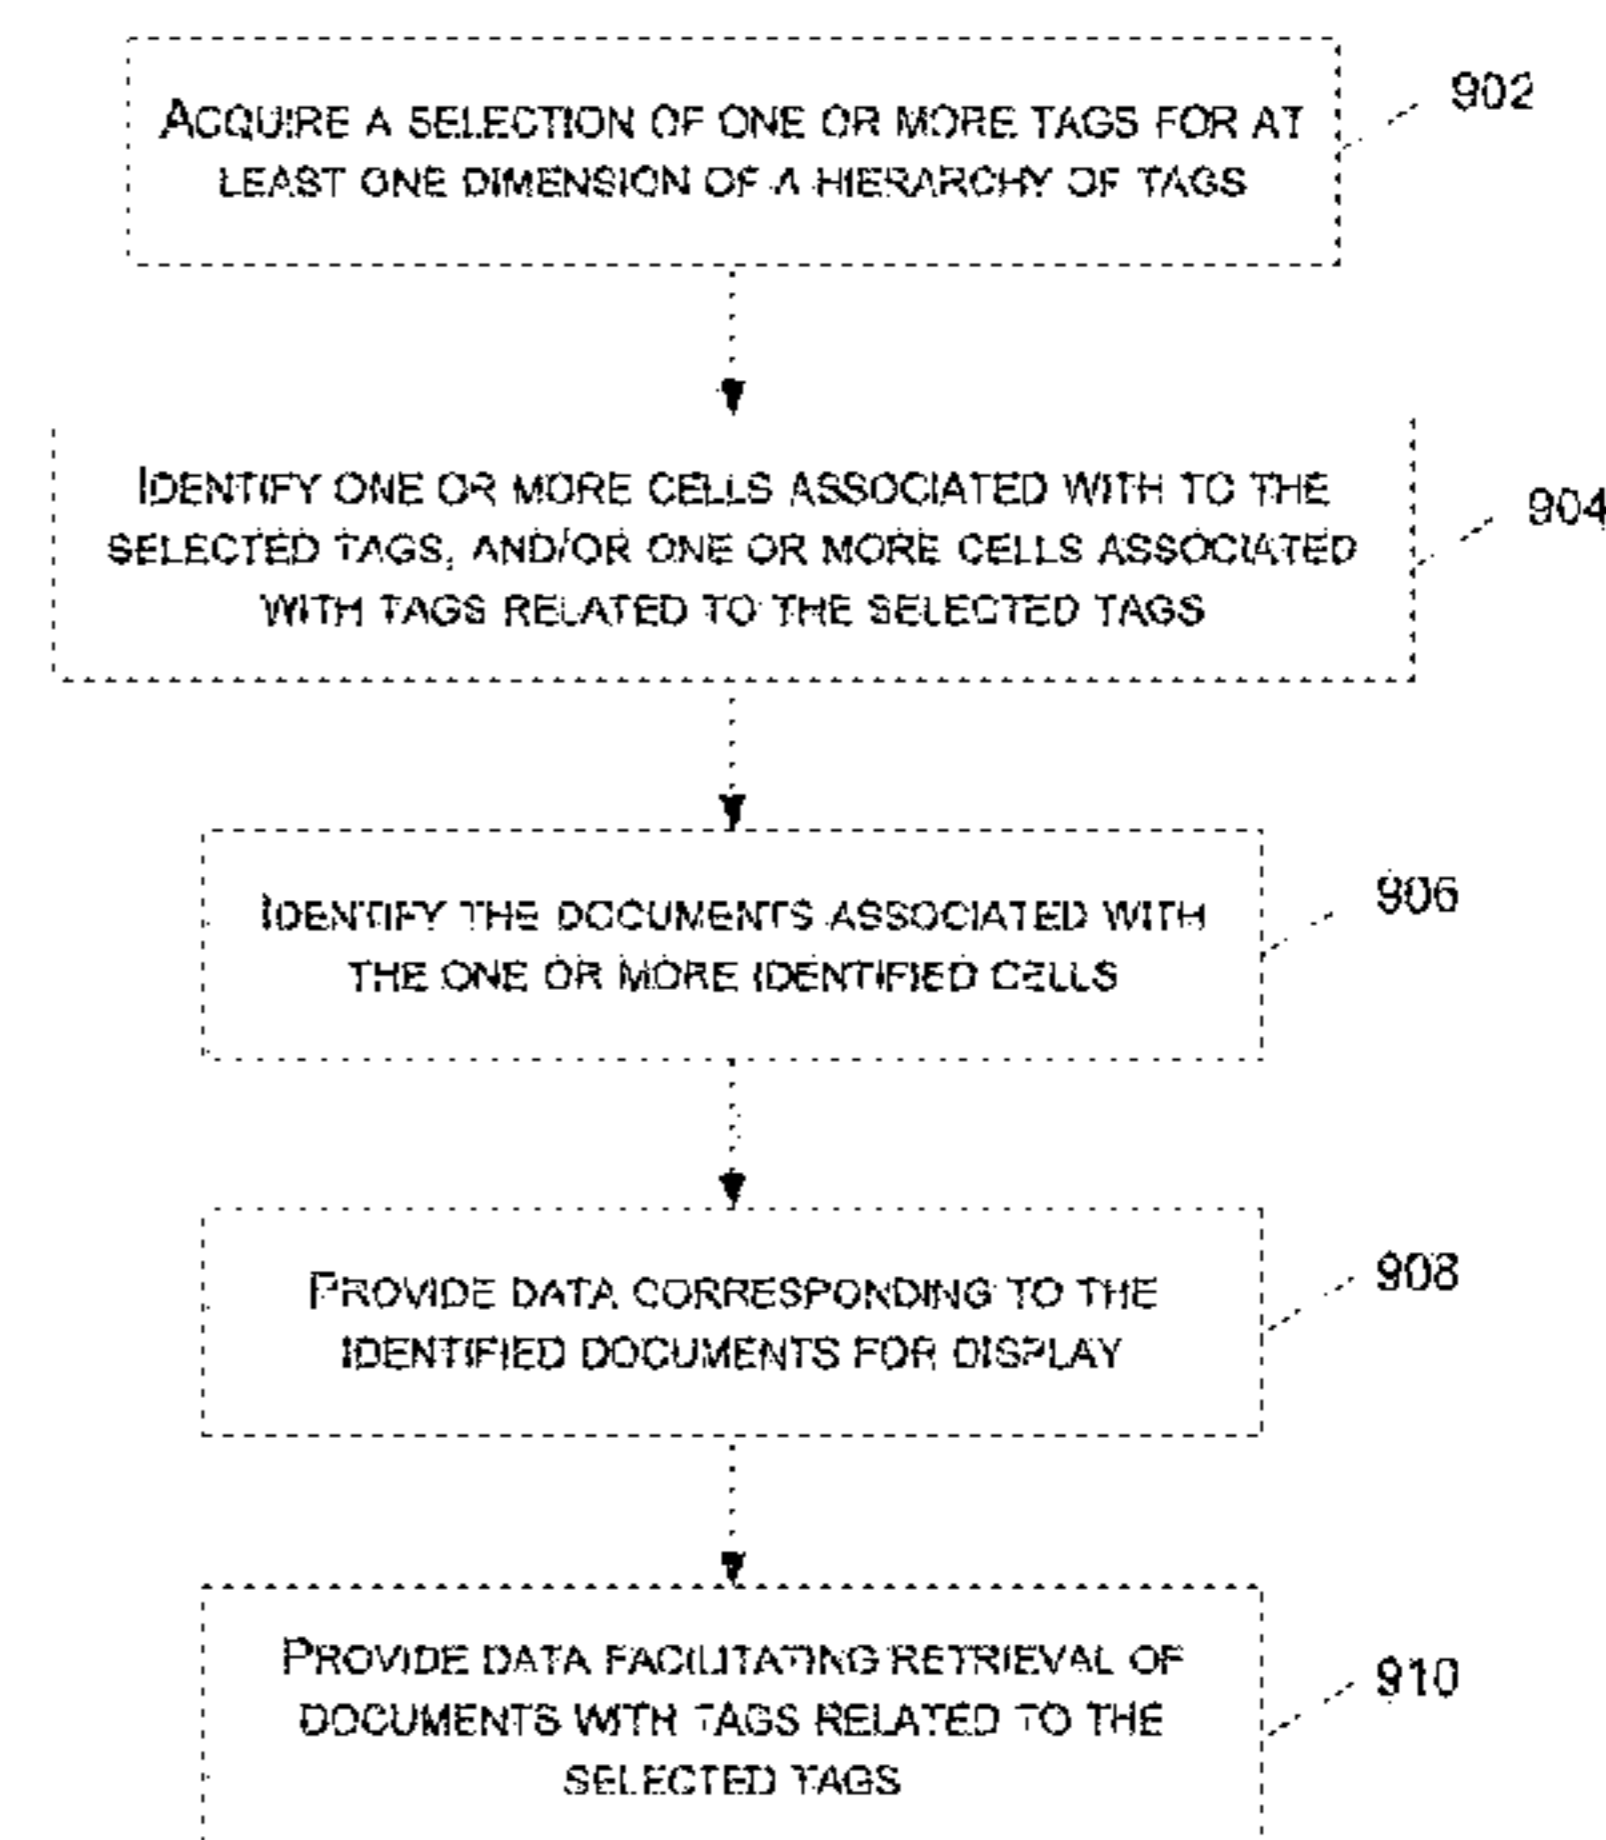 ACQUIRE A SELECTION OF ONE OR MORE TAGS FOR AT
LEAST ONE DIMENSION OF A HIERARCHY OF TAGS
902
IDENTIFY ONE OR MORE CELLS ASSOCIATED WITH TO THE
SELECTED TAGS, AND/OR ONE OR MORE CELLS ASSOCIATED
WITH TAGS RELATED TO THE SELECTED TAGS
904
IDENTIFY THE DOCUMENTS ASSOCIATED WITH
THE ONE OR MORE IDENTIFIED CELLS
906
PROVIDE DATA CORRESPONDING TO THE
IDENTIFIED DOCUMENTS FOR DISPLAY
908
PROVIDE DATA FACILITATING RETRIEVAL OF
DOCUMENTS WITH TAGS RELATED TO THE
SELECTED TAGS
910